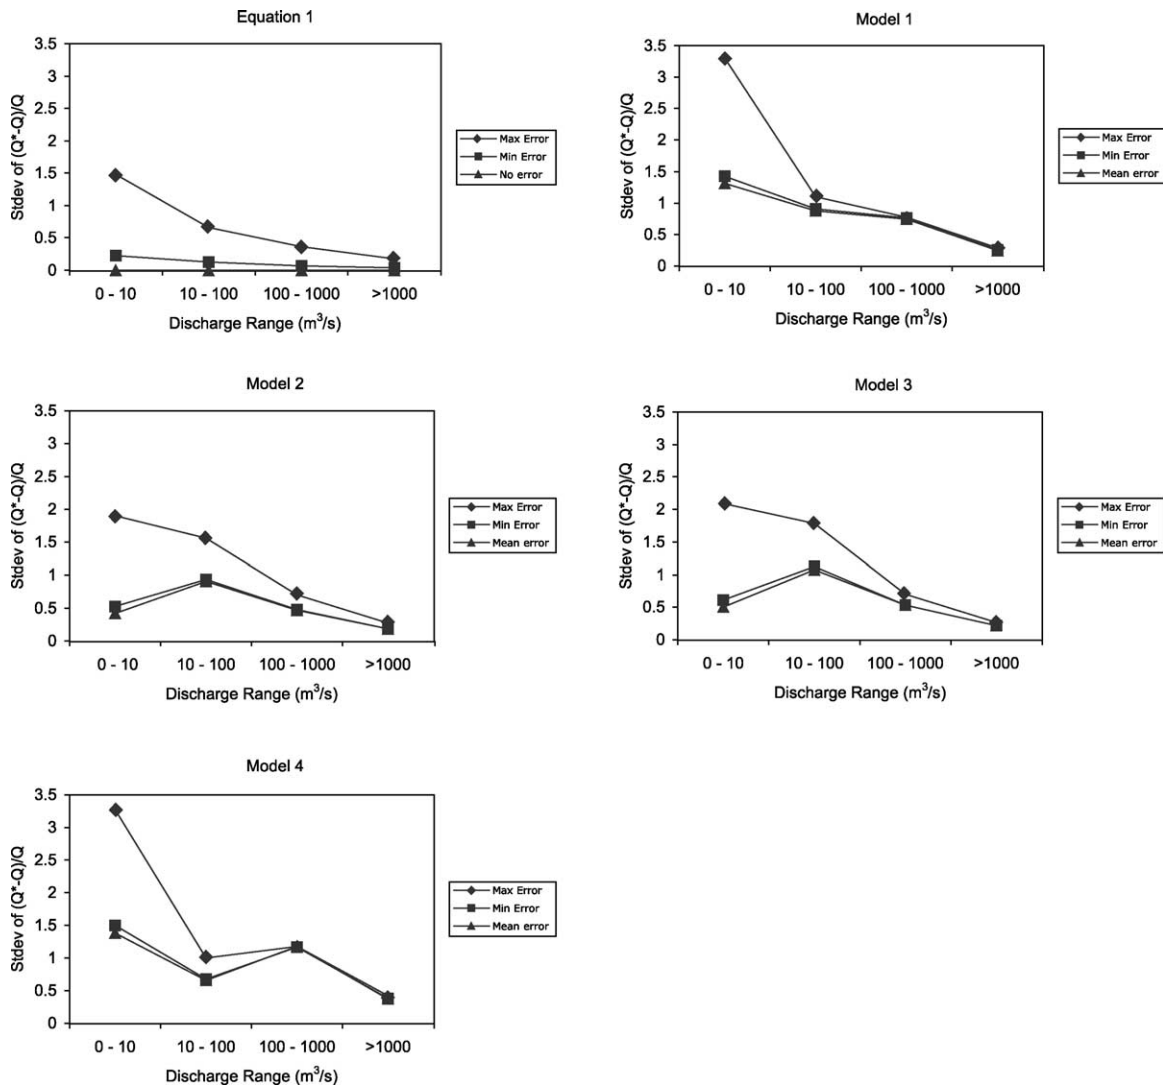 Equation 1
3.5
3
2.5
2
1.5
1
0.5
0
Stdev of (Q*-Q)/Q
0 - 10 10 - 100 100 - 1000 >1000
Discharge Range (m³/s)
Max Error
Min Error
No error
Model 1
3.5
3
2.5
2
1.5
1
0.5
0
Stdev of (Q*-Q)/Q
0 - 10 10 - 100 100 - 1000 >1000
Discharge Range (m³/s)
Max Error
Min Error
Mean error
Model 2
3.5
3
2.5
2
1.5
1
0.5
0
Stdev of (Q*-Q)/Q
0 - 10 10 - 100 100 - 1000 >1000
Discharge Range (m³/s)
Max Error
Min Error
Mean error
Model 3
3.5
3
2.5
2
1.5
1
0.5
0
Stdev of (Q*-Q)/Q
0 - 10 10 - 100 100 - 1000 >1000
Discharge Range (m³/s)
Max Error
Min Error
Mean error
Model 4
3.5
3
2.5
2
1.5
1
0.5
0
Stdev of (Q*-Q)/Q
0 - 10 10 - 100 100 - 1000 >1000
Discharge Range (m³/s)
Max Error
Min Error
Mean error